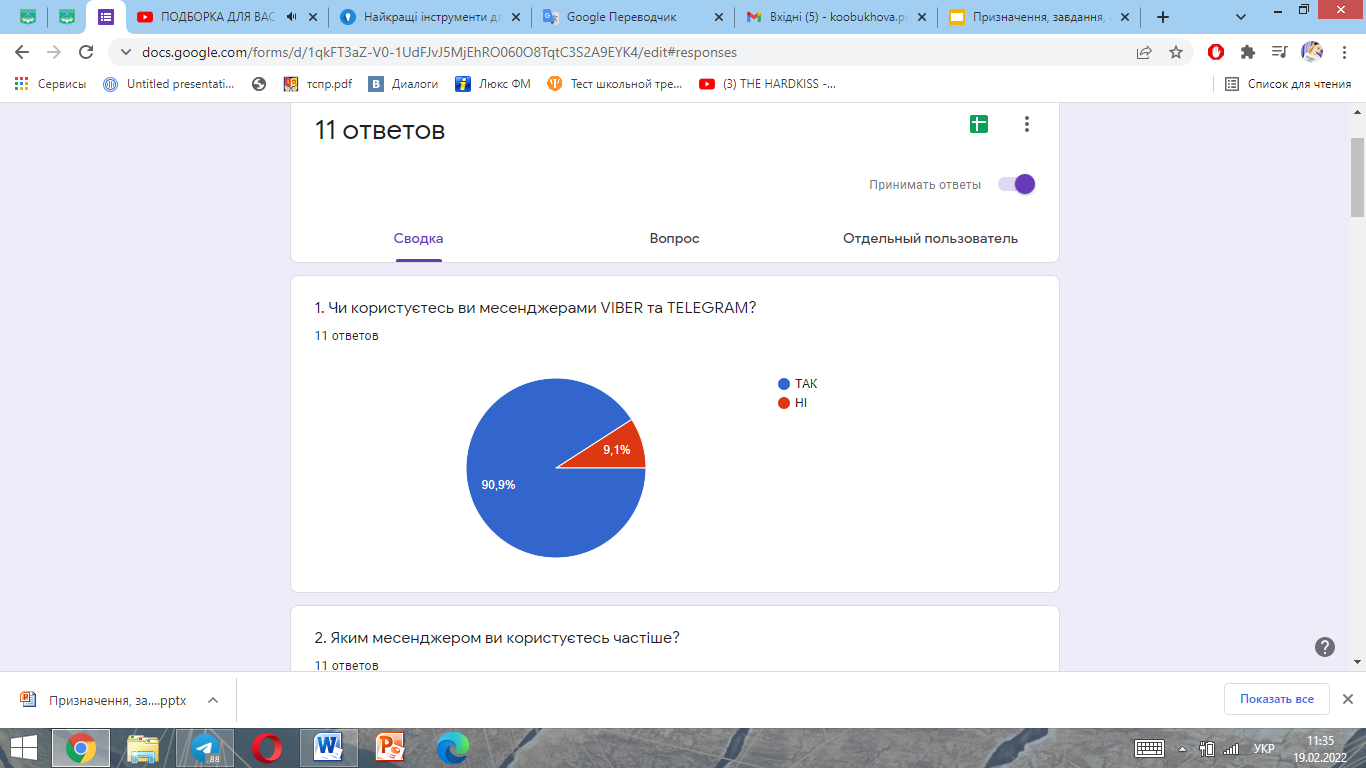 ПОДБОРКА ДЛЯ ВАС
Найкращі інструменти дл
Google Переводчик
Вхідні (5) - koobukhova.pi
Призначення, завдання,
docs.google.com/forms/d/1qkFT3aZ-V0-1UdFJvJ5MjEhRO060O8TqtC3S2A9EYK4/edit#responses
Сервисы
Untitled presentati...
тспр.pdf
Диалоги
Люкс ФМ
Тест школьной тре...
(3) THE HARDKISS -...
Список для чтения
11 ответов
Принимать ответы
Сводка
Вопрос
Отдельный пользователь
1. Чи користуєтесь ви месенджерами VIBER та TELEGRAM?
11 ответов
ТАК
НІ
9,1%
90,9%
2. Яким месенджером ви користуєтесь частіше?
11 ответов
Призначення, за....pptx
Показать все
.88
УКР
11:35
19.02.2022